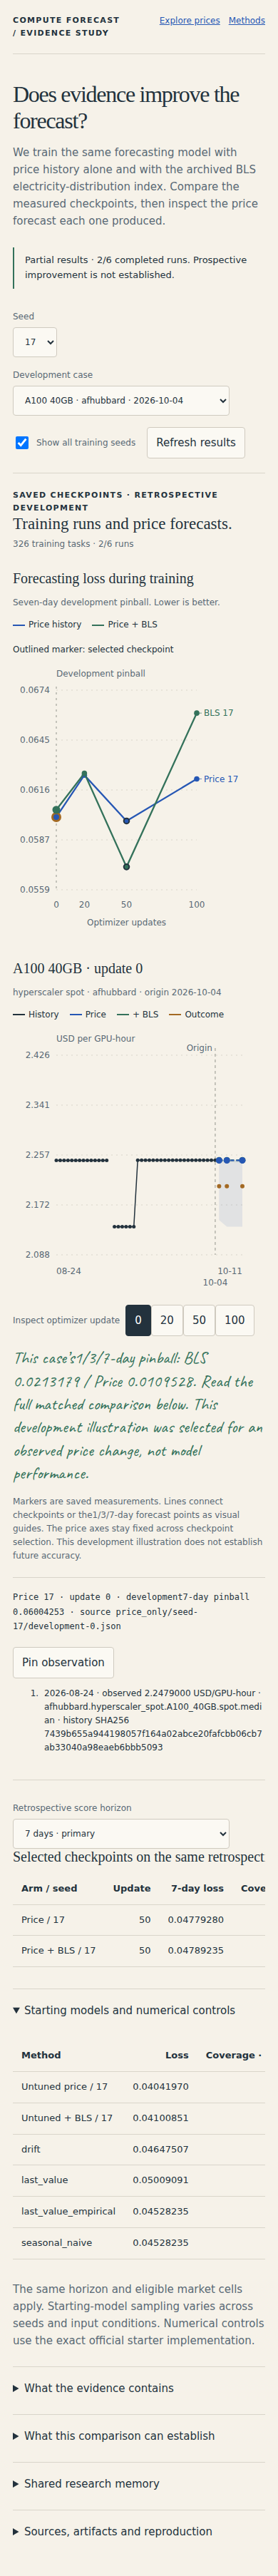 COMPUTE FORECAST
/ EVIDENCE STUDY
Explore prices Methods
Does evidence improve the
forecast?
We train the same forecasting model with
price history alone and with the archived BLS
electricity-distribution index. Compare the
measured checkpoints, then inspect the price
forecast each one produced.
Partial results · 2/6 completed runs. Prospective
improvement is not established.
Seed
17
Development case
A100 40GB · afhubbard · 2026-10-04
Show all training seeds
Refresh results
SAVED CHECKPOINTS · RETROSPECTIVE
DEVELOPMENT
Training runs and price forecasts.
326 training tasks · 2/6 runs
Forecasting loss during training
Seven-day development pinball. Lower is better.
Price history Price + BLS
Outlined marker: selected checkpoint
Development pinball
0.0674
BLS 17
0.0645
Price 17
0.0616
0.0587
0.0559
0 20 50 100
Optimizer updates
A100 40GB · update 0
hyperscaler spot · afhubbard · origin 2026-10-04
History Price + BLS Outcome
USD per GPU-hour
Origin
2.426
2.341
2.257
2.172
2.088
08-24 10-11
10-04
Inspect optimizer update 0 20 50 100
This case's1/3/7-day pinball: BLS
0.0213179 / Price 0.0109528. Read the
full matched comparison below. This
development illustration was selected for an
observed price change, not model
performance.
Markers are saved measurements. Lines connect
checkpoints or the1/3/7-day forecast points as visual
guides. The price axes stay fixed across checkpoint
selection. This development illustration does not establish
future accuracy.
Price 17 · update 0 · development7-day pinball
0.06004253 · source price_only/seed-
17/development-0.json
Pin observation
1. 2026-08-24 · observed 2.2479000 USD/GPU-hour ·
afhubbard.hyperscaler_spot.A100_40GB.spot.medi
an · history SHA256
7439b655a944198057f164a02abce20fafcbb06cb7
ab33040a98eaeb6bbb5093
Retrospective score horizon
7 days · primary
Selected checkpoints on the same retrospect
Arm / seed Update 7-day loss Cove
Price / 17 50 0.04779280
Price + BLS / 17 50 0.04789235
Starting models and numerical controls
Method Loss Coverage ·
Untuned price / 17 0.04041970
Untuned + BLS / 17 0.04100851
drift 0.04647507
last_value 0.05009091
last_value_empirical 0.04528235
seasonal_naive 0.04528235
The same horizon and eligible market cells
apply. Starting-model sampling varies across
seeds and input conditions. Numerical controls
use the exact official starter implementation.
What the evidence contains
What this comparison can establish
Shared research memory
Sources, artifacts and reproduction